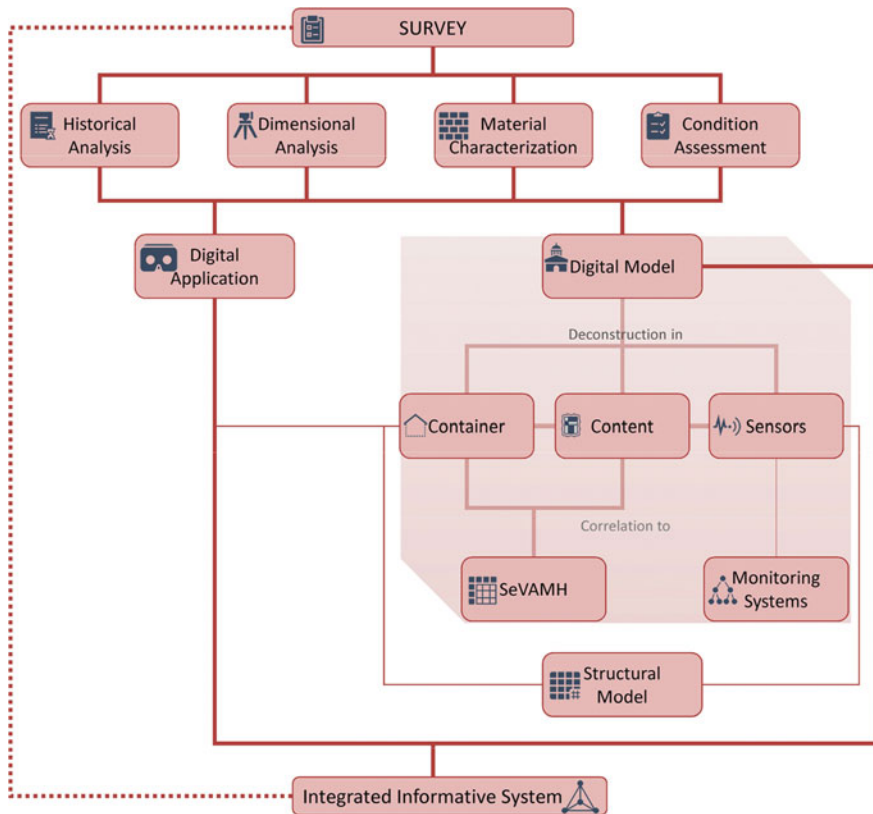 SURVEY
Historical
Analysis
Dimensional
Analysis
Material
Characterization
Condition
Assessment
Digital
Application
Digital Model
Deconstruction in
Container
Content
Sensors
Correlation to
SeVAMH
Monitoring
Systems
Structural
Model
Integrated Informative System